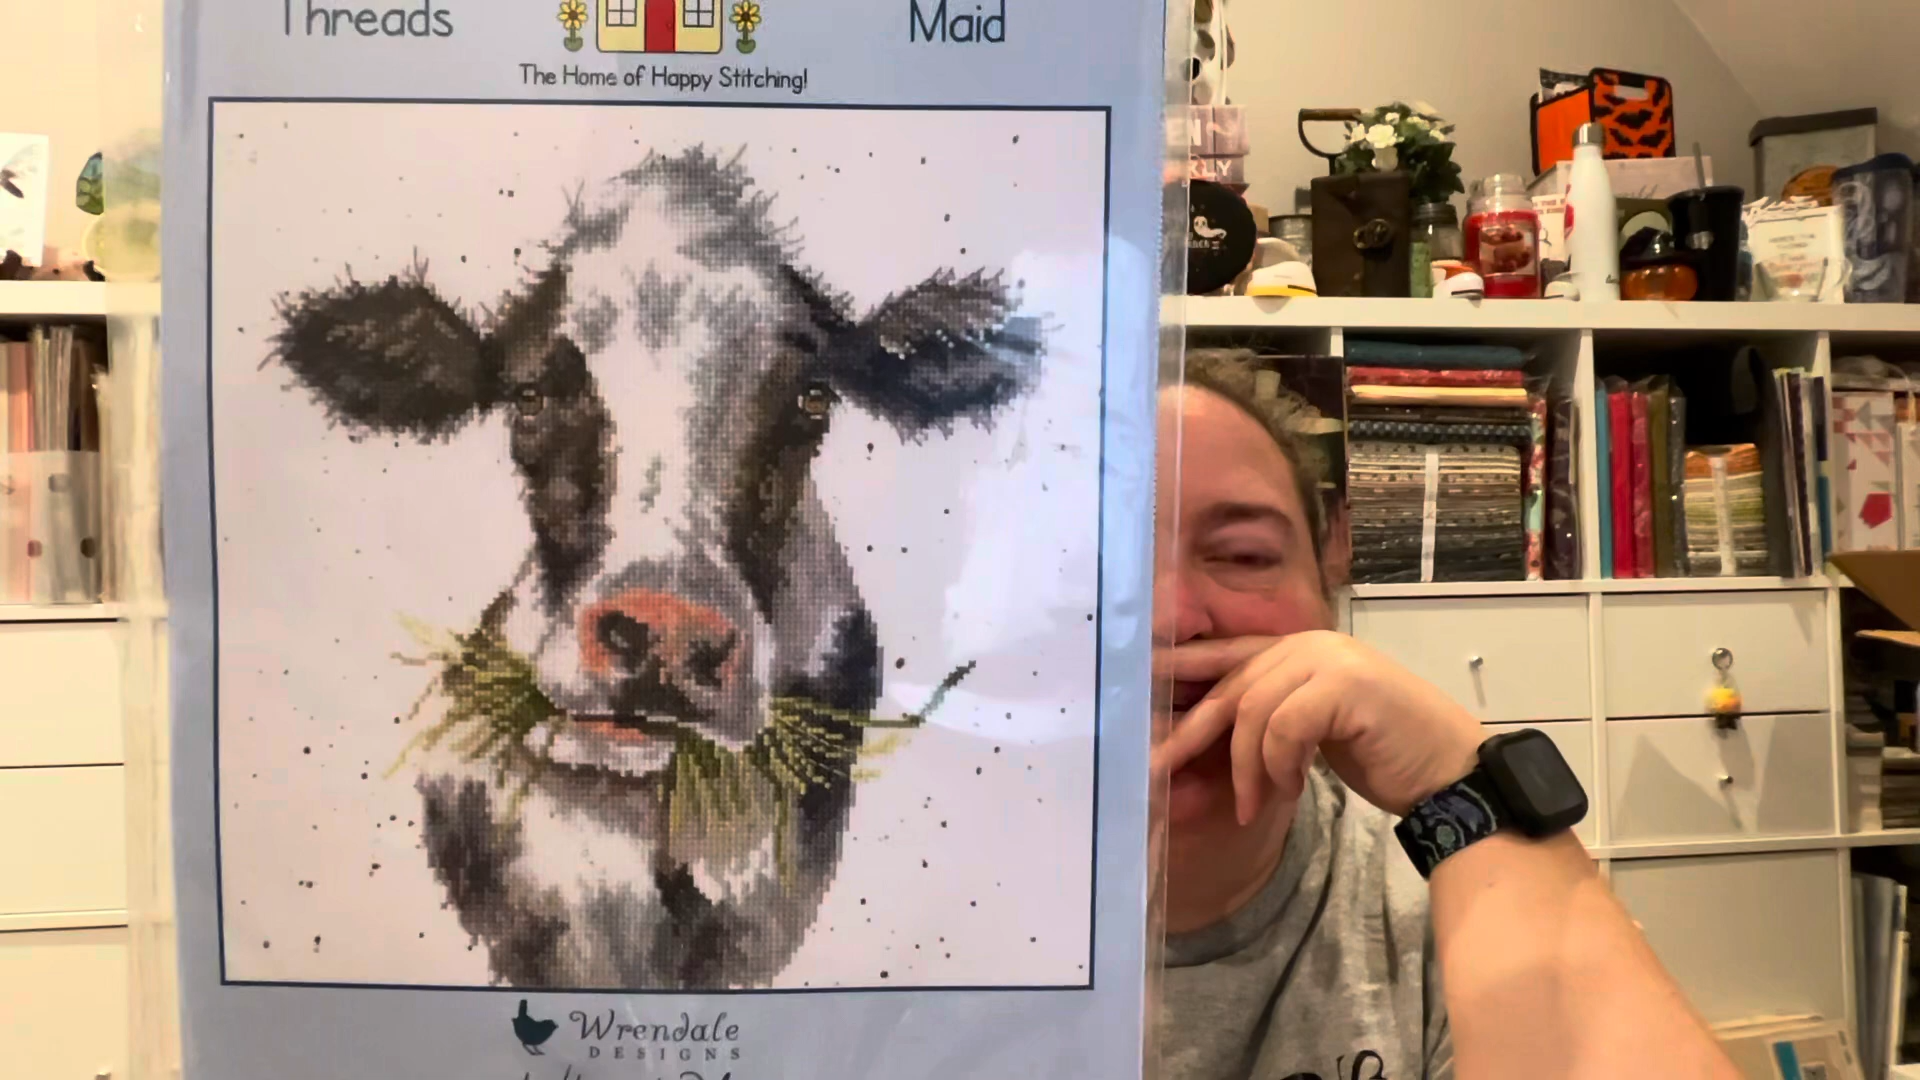 Threads
Maid
The Home of Happy Stitching!
Wrendale
DESIGNS